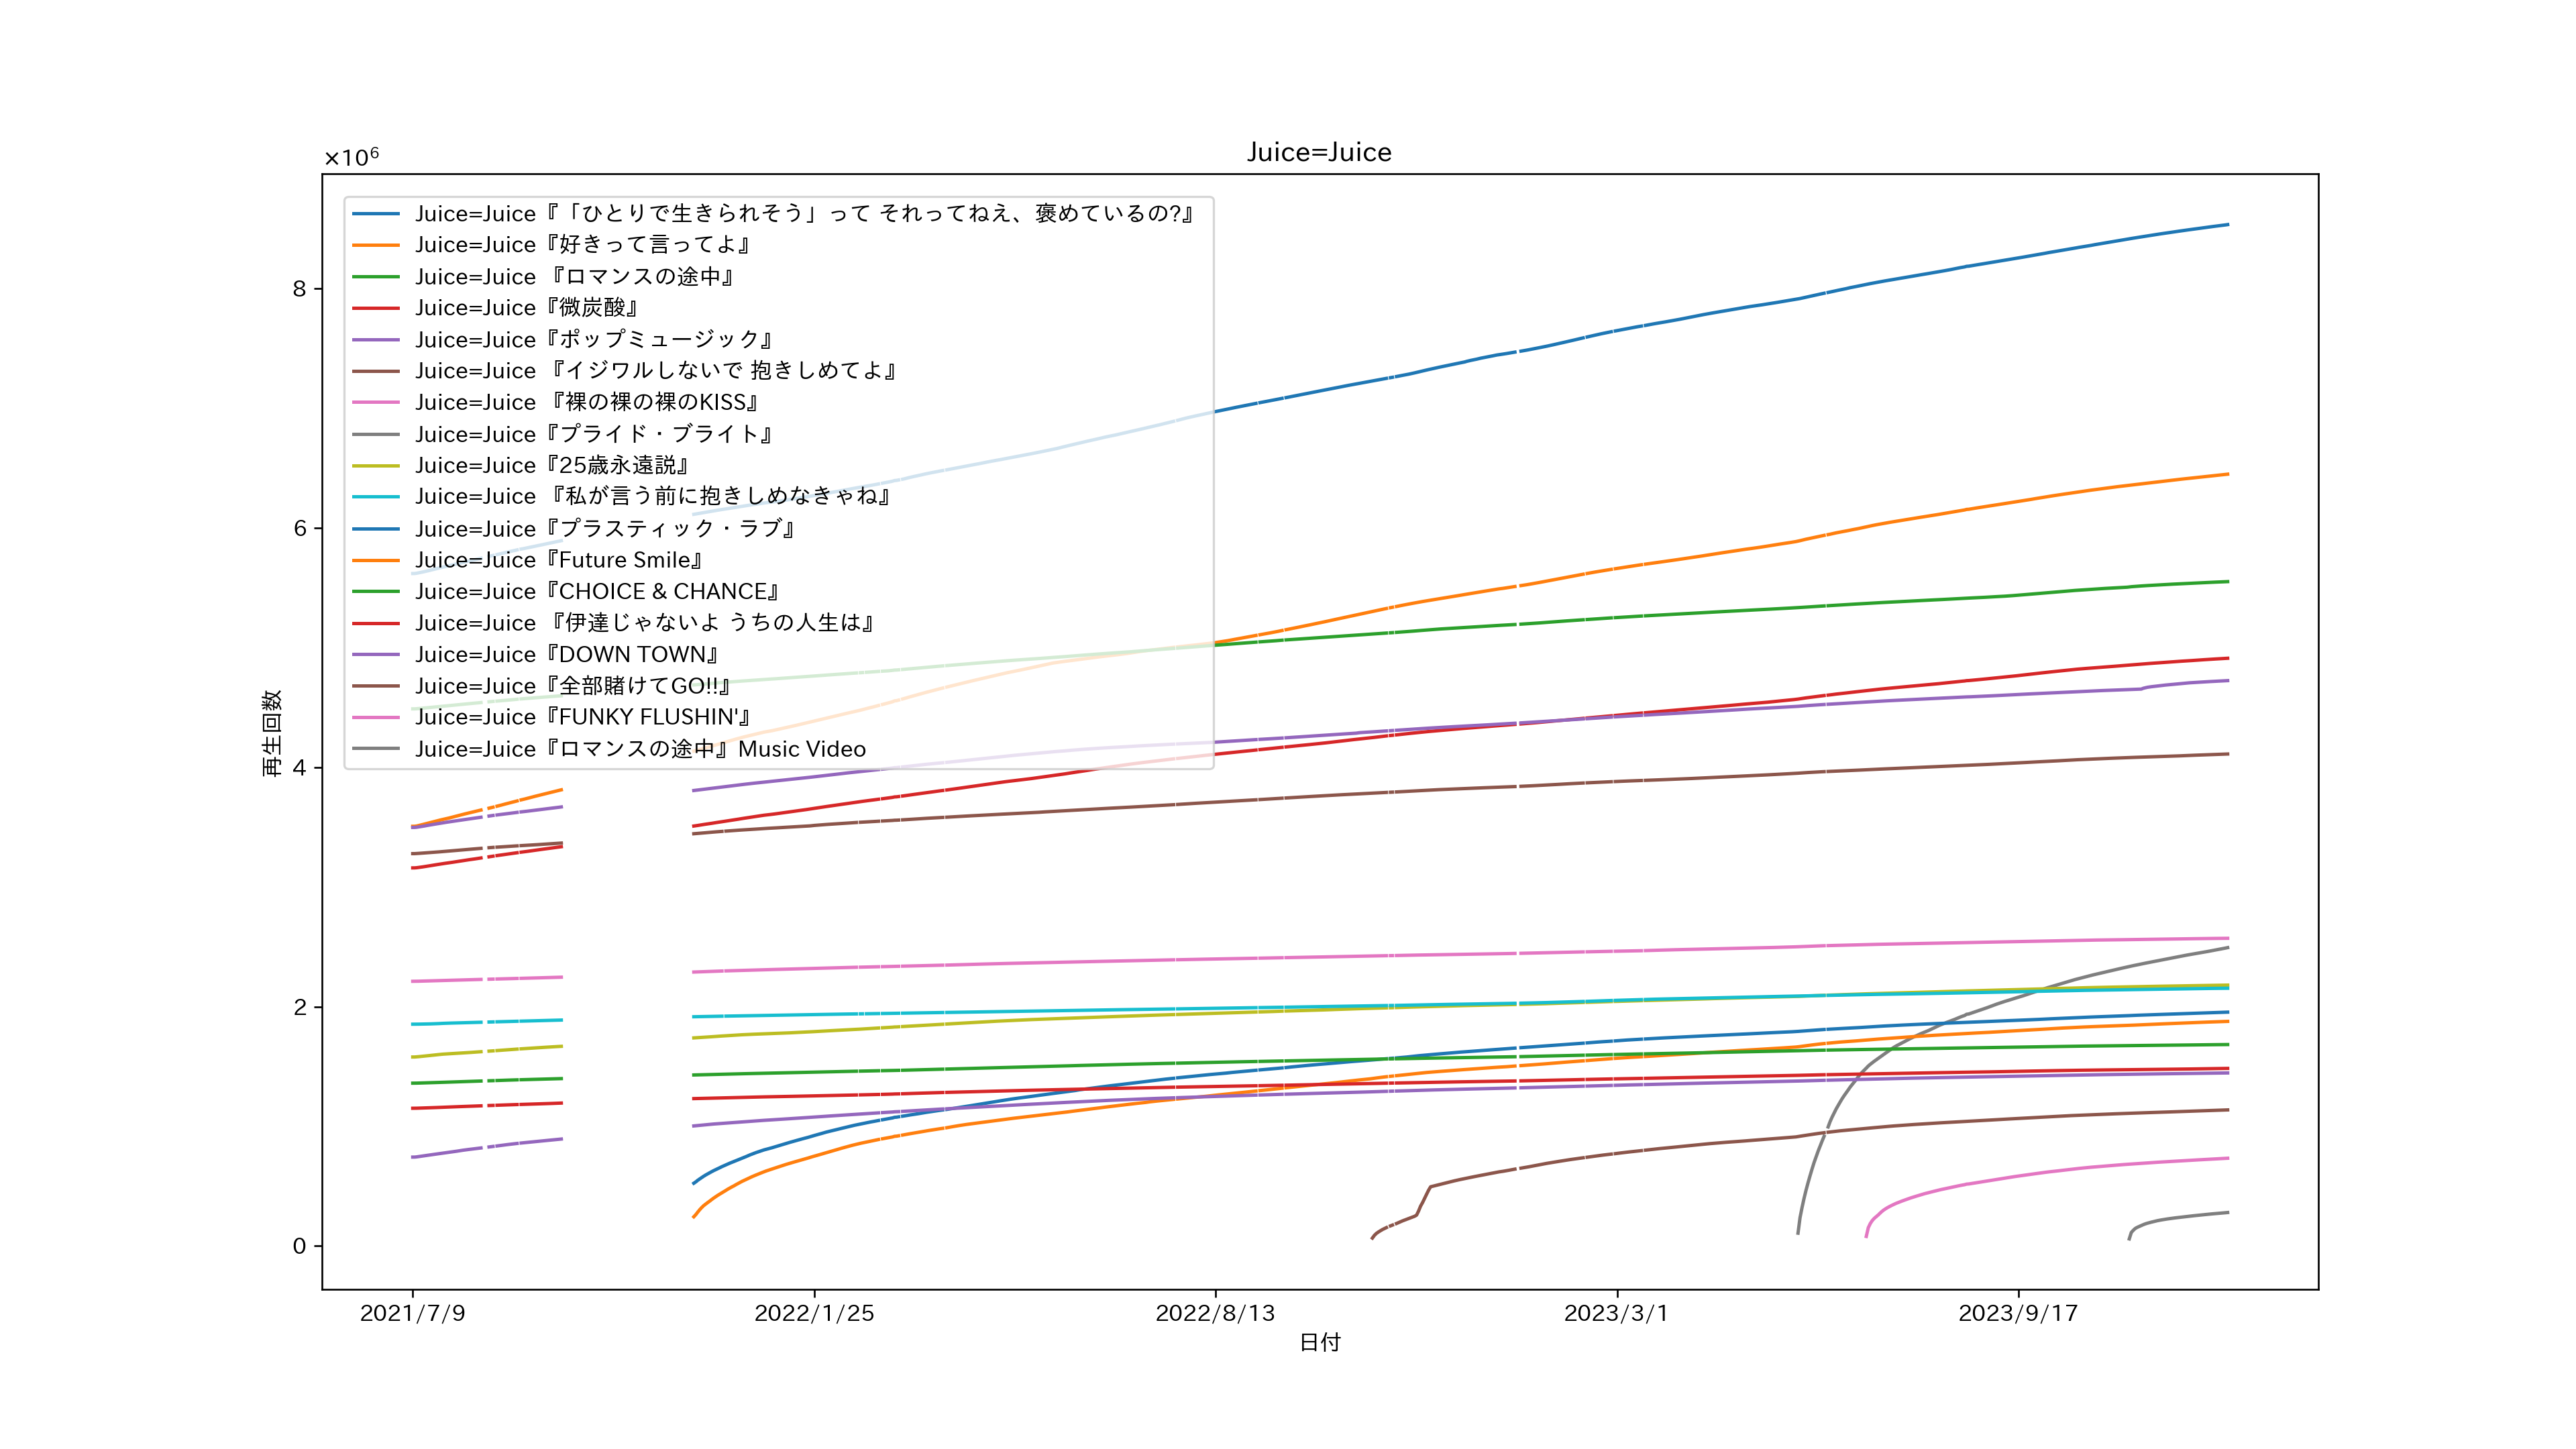 Juice=Juice
×10⁶
Juice=Juice『「ひとりで生きられそう」って それってねえ、褒めているの?』
Juice=Juice『好きって言ってよ』
Juice=Juice 『ロマンスの途中』
Juice=Juice『微炭酸』
Juice=Juice『ポップミュージック』
Juice=Juice 『イジワルしないで 抱きしめてよ』
Juice=Juice 『裸の裸の裸のKISS』
Juice=Juice『プライド・ブライト』
Juice=Juice『25歳永遠説』
Juice=Juice 『私が言う前に抱きしめなきゃね』
Juice=Juice『プラスティック・ラブ』
Juice=Juice『Future Smile』
Juice=Juice『CHOICE & CHANCE』
Juice=Juice 『伊達じゃないよ うちの人生は』
Juice=Juice『DOWN TOWN』
Juice=Juice『全部賭けてGO!!』
Juice=Juice『FUNKY FLUSHIN'』
Juice=Juice『ロマンスの途中』Music Video
8
6
4
2
0
再生回数
2021/7/9
2022/1/25
2022/8/13
2023/3/1
2023/9/17
日付